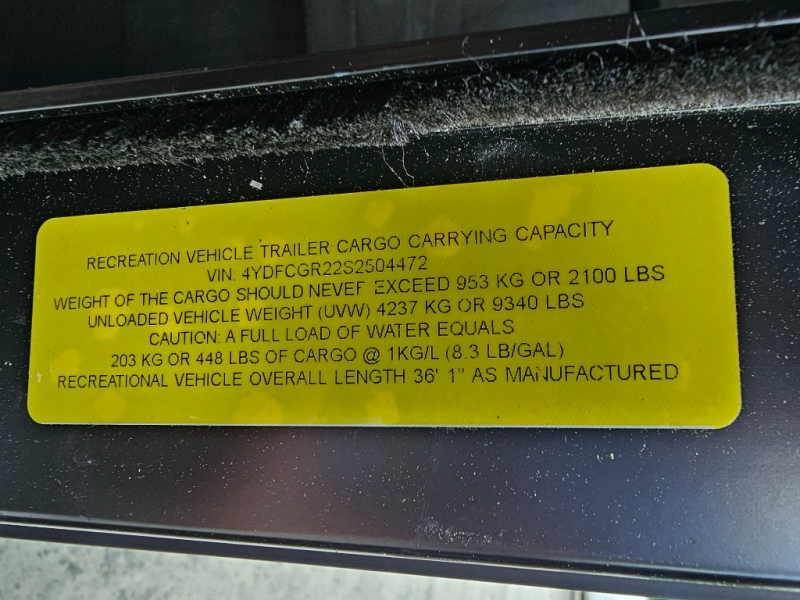 RECREATION VEHICLE TRAILER CARGO CARRYING CAPACITY
VIN: 4YDFCGR22S2504472
WEIGHT OF THE CARGO SHOULD NEVER EXCEED 953 KG OR 2100 LBS
UNLOADED VEHICLE WEIGHT (UVW) 4237 KG OR 9340 LBS
CAUTION: A FULL LOAD OF WATER EQUALS
203 KG OR 448 LBS OF CARGO @ 1KG/L (8.3 LB/GAL)
RECREATIONAL VEHICLE OVERALL LENGTH 36' 1" AS MANUFACTURED